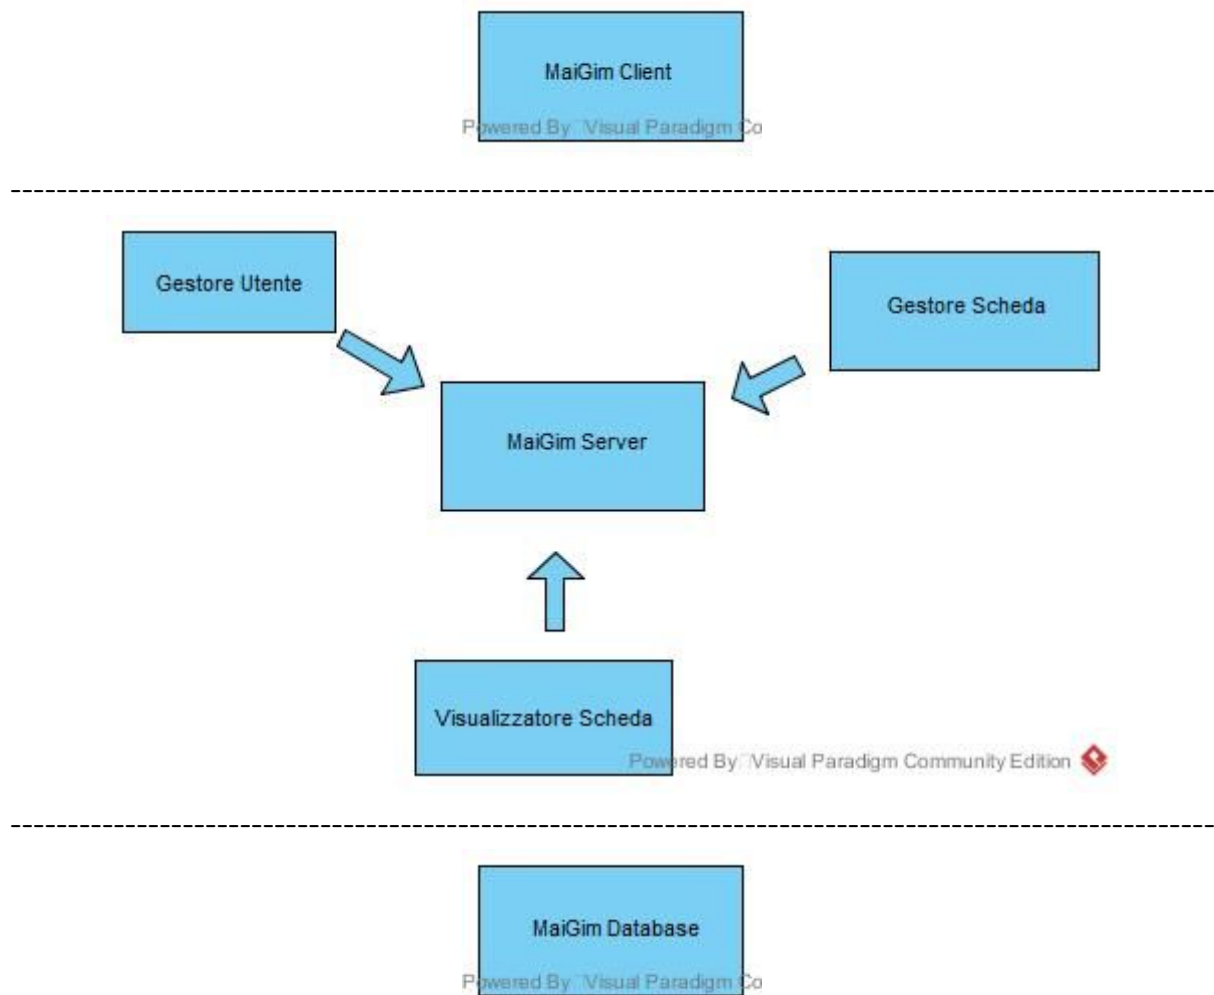 MaiGim Client
Powered By Visual Paradigm Co
Gestore Utente
Gestore Scheda
MaiGim Server
Visualizzatore Scheda
Powered By Visual Paradigm Community Edition
MaiGim Database
Powered By Visual Paradigm Co